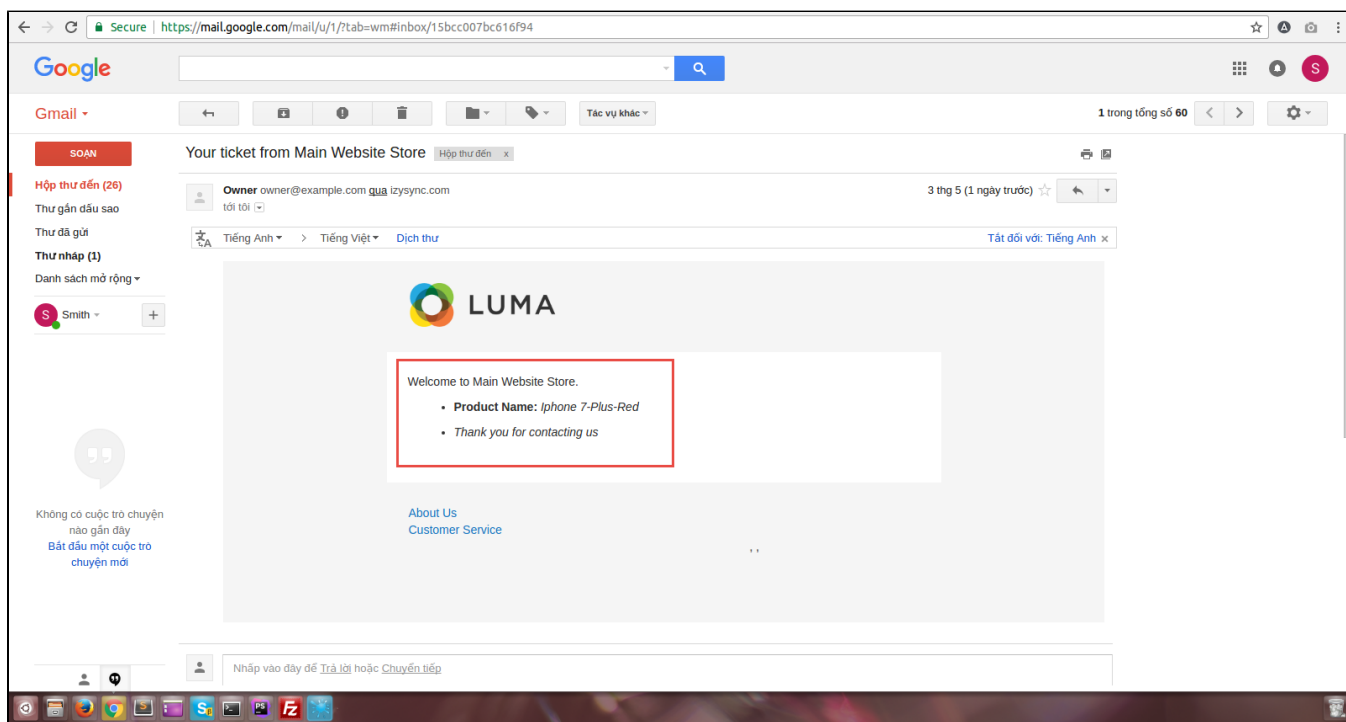 Secure | https://mail.google.com/mail/u/1/?tab=wm#inbox/15bcc007bc616f94
Google
S
Gmail
Tác vụ khác
1 trong tổng số 60
SOẠN
Your ticket from Main Website Store Hộp thư đến x
Hộp thư đến (26)
Owner owner@example.com qua izysync.com
3 thg 5 (1 ngày trước)
Thư gắn dấu sao
tới tôi
Thư đã gửi
Tiếng Anh > Tiếng Việt Dịch thư
Tắt đối với: Tiếng Anh x
Thư nháp (1)
Danh sách mở rộng
S Smith +
LUMA
Welcome to Main Website Store.
• Product Name: Iphone 7-Plus-Red
• Thank you for contacting us
Không có cuộc trò chuyện
nào gần đây
Bắt đầu một cuộc trò
chuyện mới
About Us
Customer Service
, ,
Nhấp vào đây để Trả lời hoặc Chuyển tiếp